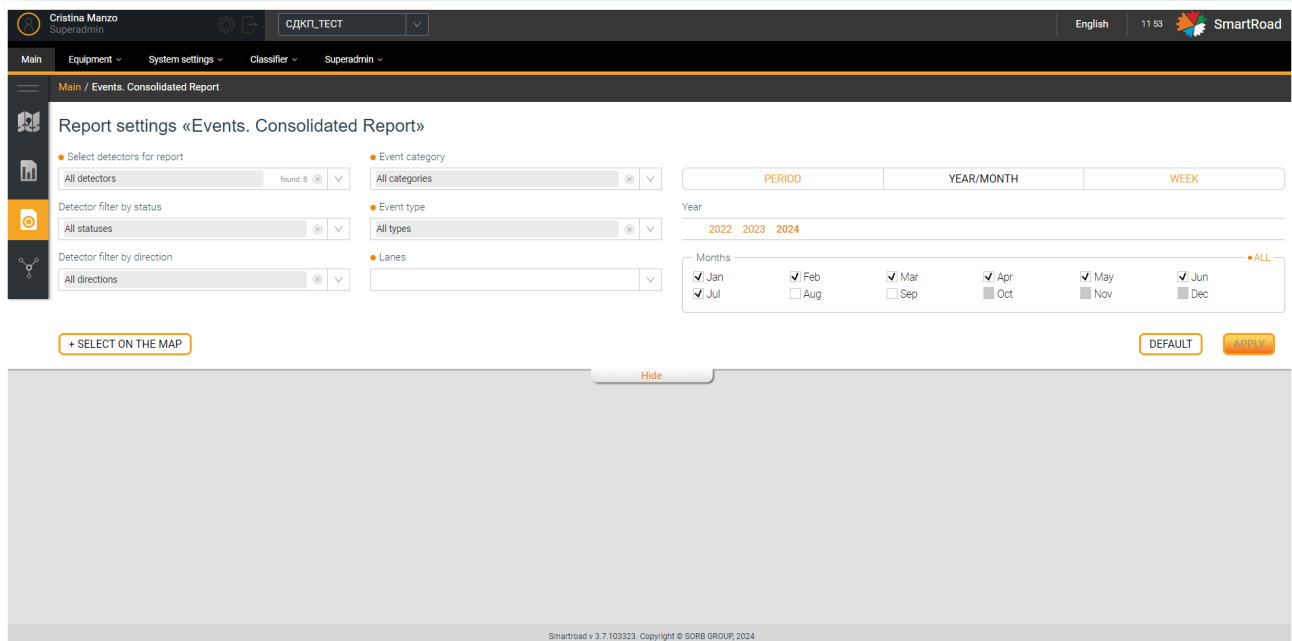 Cristina Manzo
Superadmin
СДКП_ТЕСТ
English
11 53
SmartRoad
Main Equipment System settings Classifier Superadmin
Main / Events. Consolidated Report
Report settings «Events. Consolidated Report»
Select detectors for report
All detectors found: 8
Detector filter by status
All statuses
Detector filter by direction
All directions
Event category
All categories
Event type
All types
Lanes
PERIOD YEAR/MONTH WEEK
Year
2022 2023 2024
Months ALL
Jan Feb Mar Apr May Jun
Jul Aug Sep Oct Nov Dec
+ SELECT ON THE MAP
DEFAULT APPLY
Hide
Smartroad v 3.7.103323. Copyright © SORB GROUP, 2024